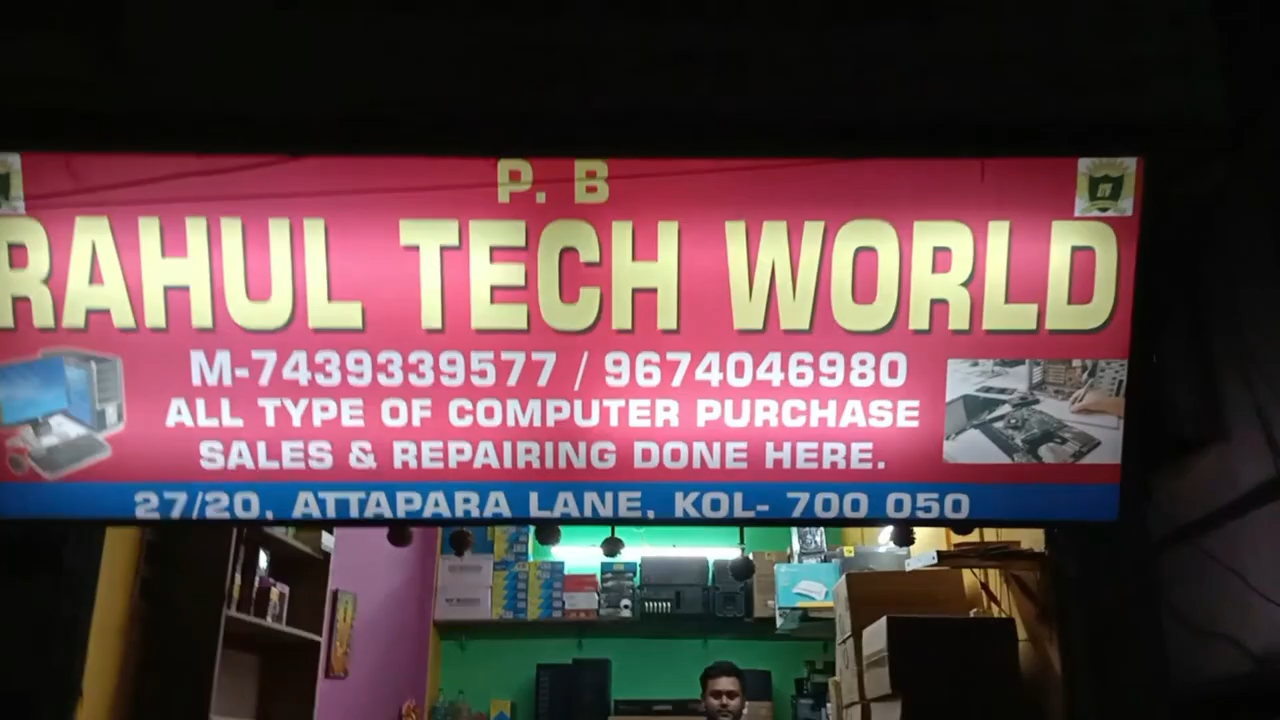 P. B
RAHUL TECH WORLD
M-7439339577 / 9674046980
ALL TYPE OF COMPUTER PURCHASE
SALES & REPAIRING DONE HERE.
27/20, ATTAPARA LANE, KOL- 700 050